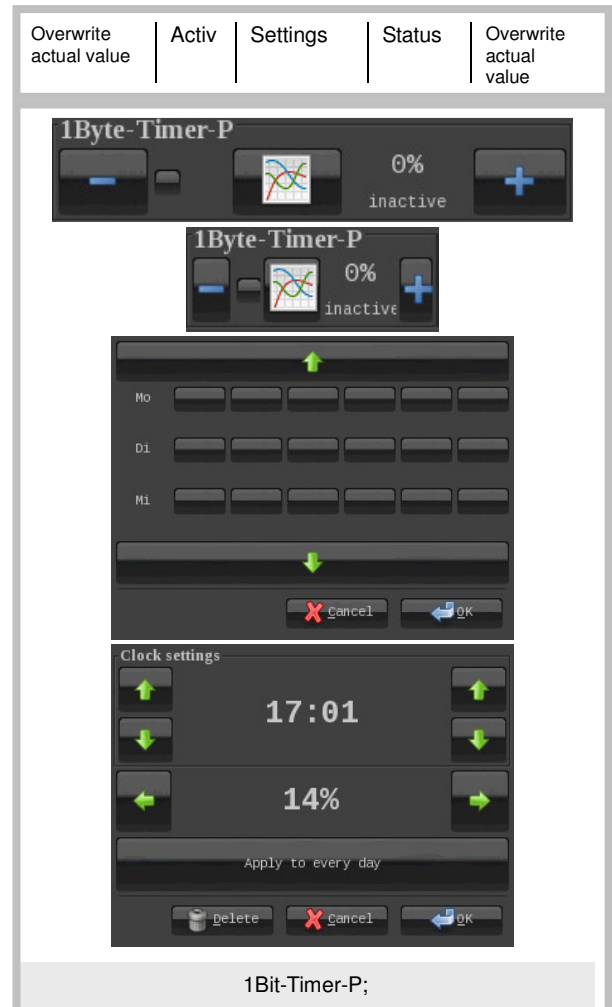 Overwrite actual value
Activ
Settings
Status
Overwrite actual value
1Byte-Timer-P
0%
inactive
1Byte-Timer-P
0%
inactive
Mo
Di
Mi
Cancel
OK
Clock settings
17:01
14%
Apply to every day
Delete
Cancel
OK
1Bit-Timer-P;